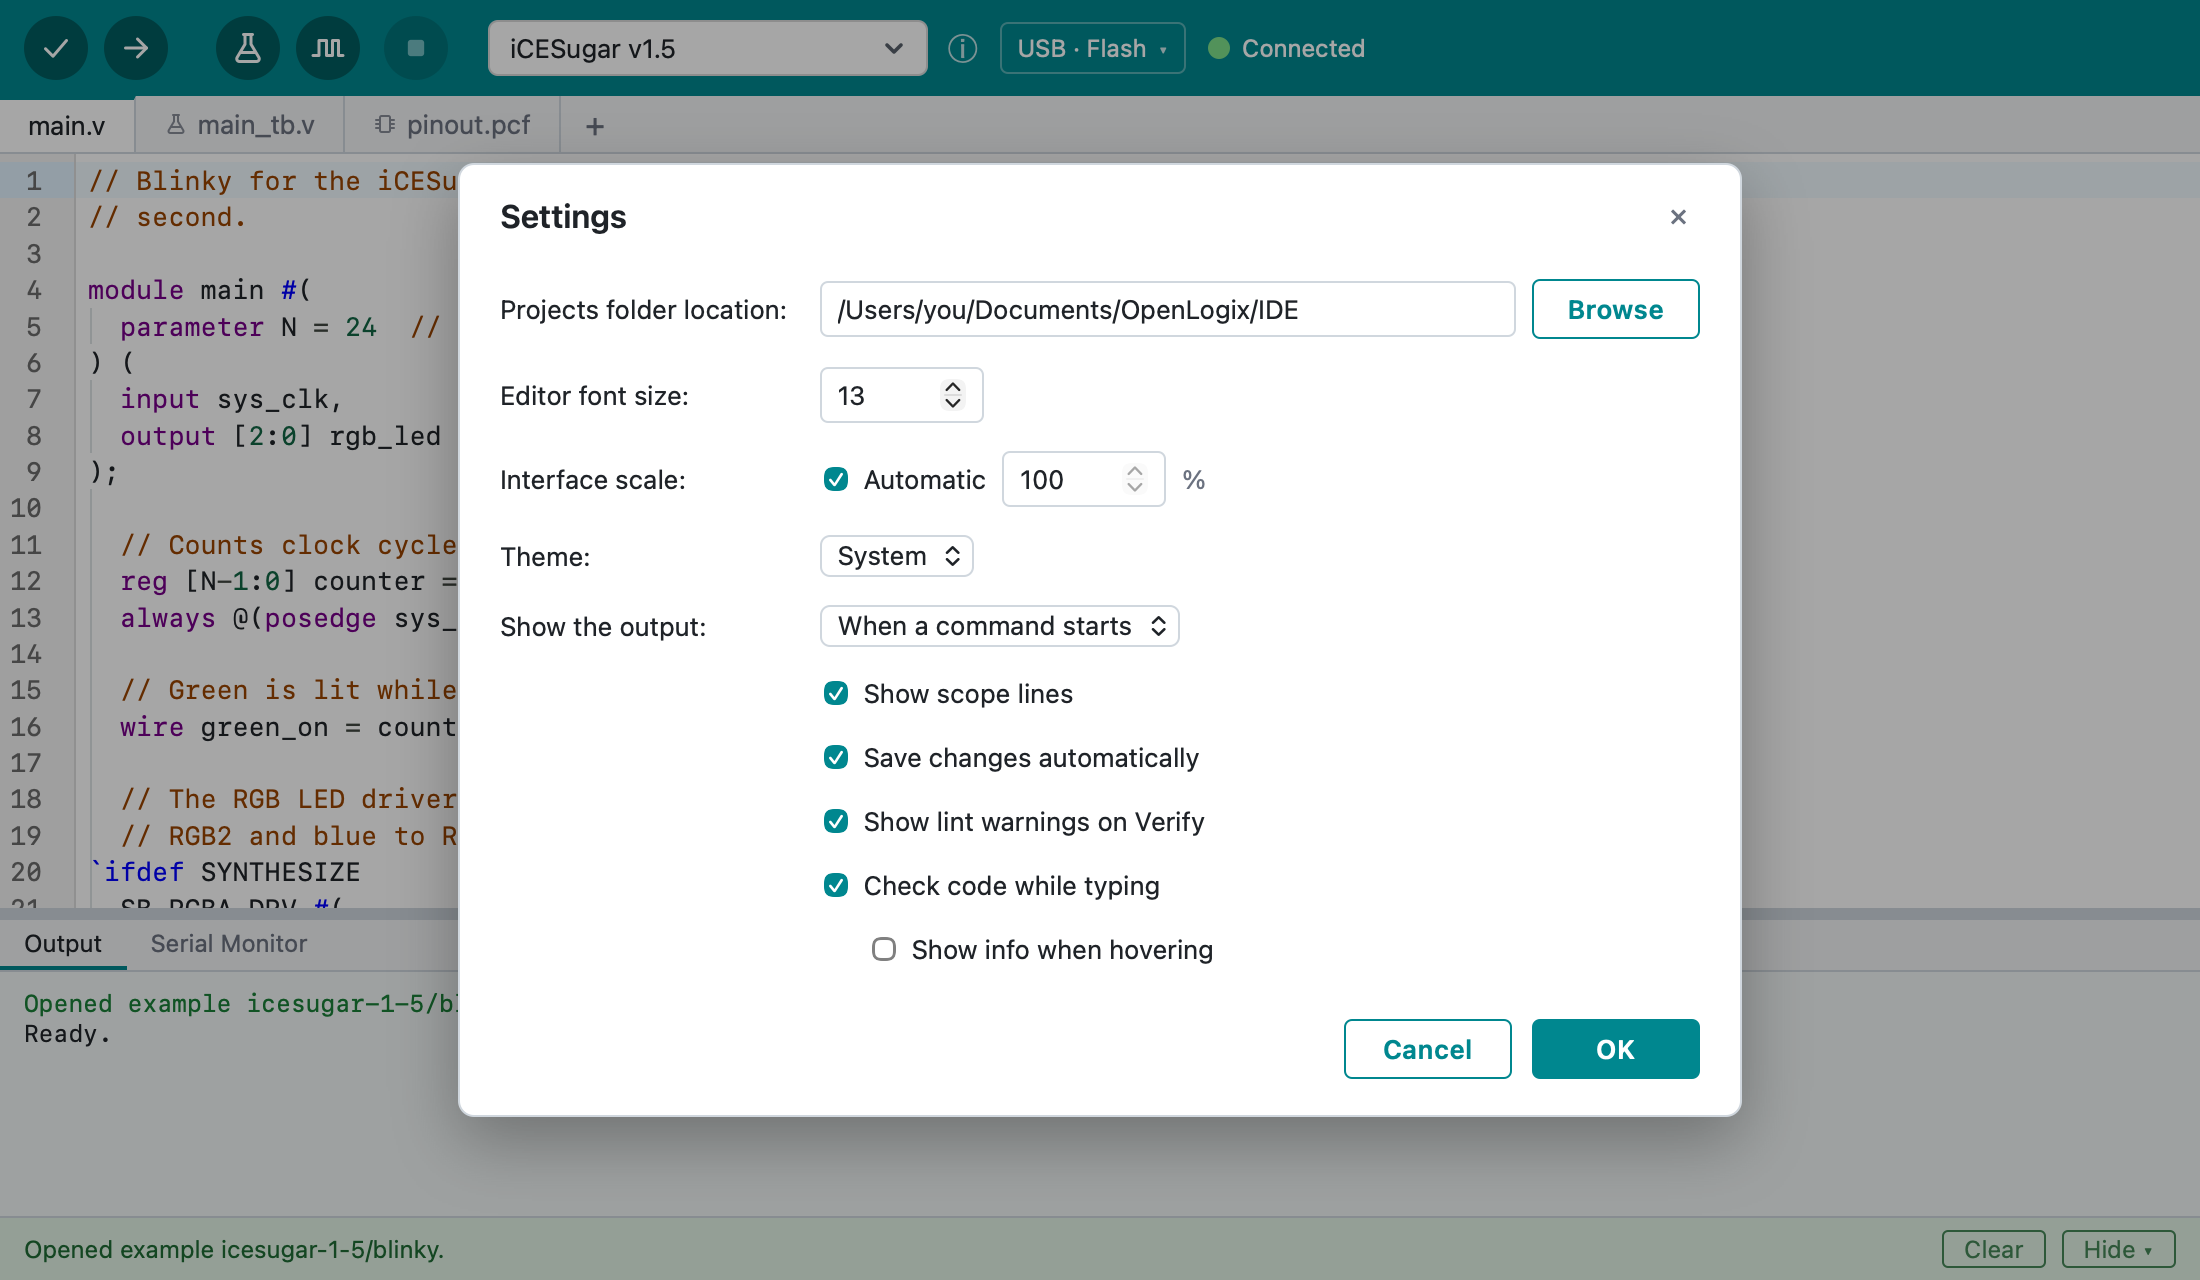 iCESugar v1.5
USB · Flash
Connected
main.v
main_tb.v
pinout.pcf
+
Settings
Projects folder location:
/Users/you/Documents/OpenLogix/IDE
Browse
Editor font size:
13
Interface scale:
Automatic
100
%
Theme:
System
Show the output:
When a command starts
Show scope lines
Save changes automatically
Show lint warnings on Verify
Check code while typing
Show info when hovering
Cancel
OK
1 // Blinky for the iCESu
2 // second.
3
4 module main #(
5 parameter N = 24 //
6 ) (
7 input sys_clk,
8 output [2:0] rgb_led
9 );
10
11 // Counts clock cycle
12 reg [N-1:0] counter =
13 always @(posedge sys_
14
15 // Green is lit while
16 wire green_on = count
17
18 // The RGB LED driver
19 // RGB2 and blue to R
20 `ifdef SYNTHESIZE
21 SB_RGBA_DRV #(
Output
Serial Monitor
Opened example icesugar-1-5/bl
Ready.
Opened example icesugar-1-5/blinky.
Clear
Hide